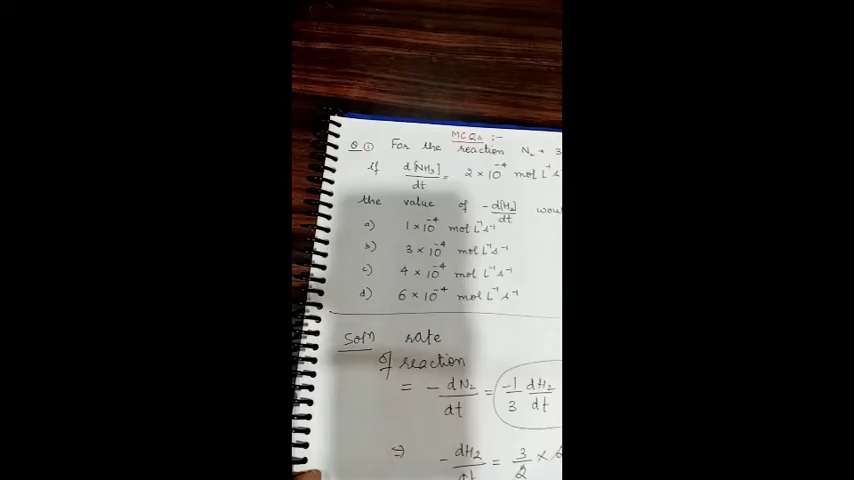 MCQs :-
Q ① For the reaction N₂ + 3
if d[NH₃]/dt = 2 × 10⁻⁴ mol L⁻¹ s
the value of -d[H₂]/dt wou
a) 1 × 10⁻⁴ mol L⁻¹ s⁻¹
b) 3 × 10⁻⁴ mol L⁻¹ s⁻¹
c) 4 × 10⁻⁴ mol L⁻¹ s⁻¹
d) 6 × 10⁻⁴ mol L⁻¹ s⁻¹
Solⁿ rate
of reaction
= - dN₂/dt = -1/3 dH₂/dt
⇒ - dH₂/dt = 3/2 ×